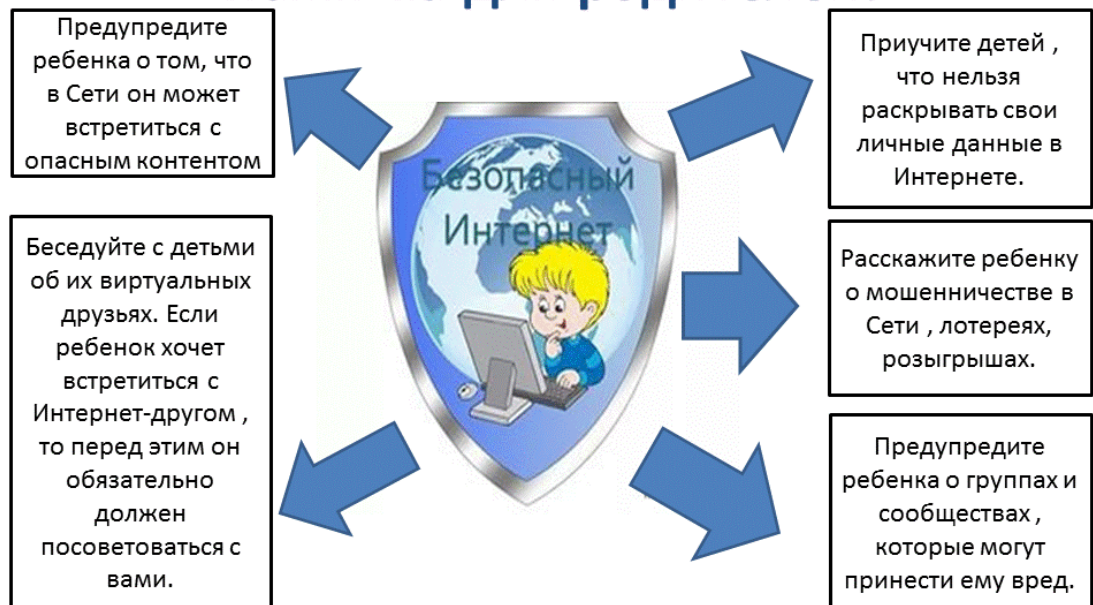 Предупредите
ребенка о том, что
в Сети он может
встретиться с
опасным контентом
Беседуйте с детьми
об их виртуальных
друзьях. Если
ребенок хочет
встретиться с
Интернет-другом ,
то перед этим он
обязательно
должен
посоветоваться с
вами.
Безопасный
Интернет
Приучите детей ,
что нельзя
раскрывать свои
личные данные в
Интернете.
Расскажите ребенку
о мошенничестве в
Сети , лотереях,
розыгрышах.
Предупредите
ребенка о группах и
сообществах ,
которые могут
принести ему вред.